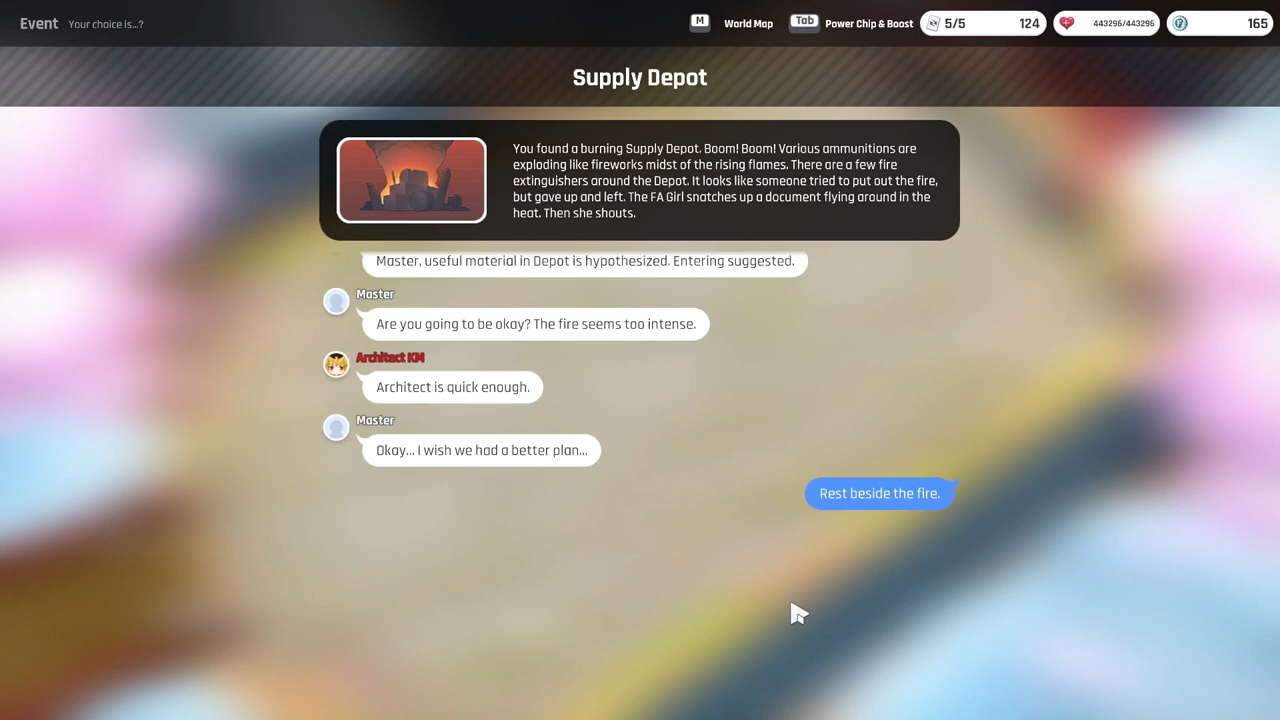 Event Your choice is...? M World Map Tab Power Chip & Boost 5/5 124 443296/443296 165
Supply Depot
You found a burning Supply Depot. Boom! Boom! Various ammunitions are
exploding like fireworks midst of the rising flames. There are a few fire
extinguishers around the Depot. It looks like someone tried to put out the fire,
but gave up and left. The FA Girl snatches up a document flying around in the
heat. Then she shouts.
Master, useful material in Depot is hypothesized. Entering suggested.
Master
Are you going to be okay? The fire seems too intense.
Architect KM
Architect is quick enough.
Master
Okay... I wish we had a better plan...
Rest beside the fire.